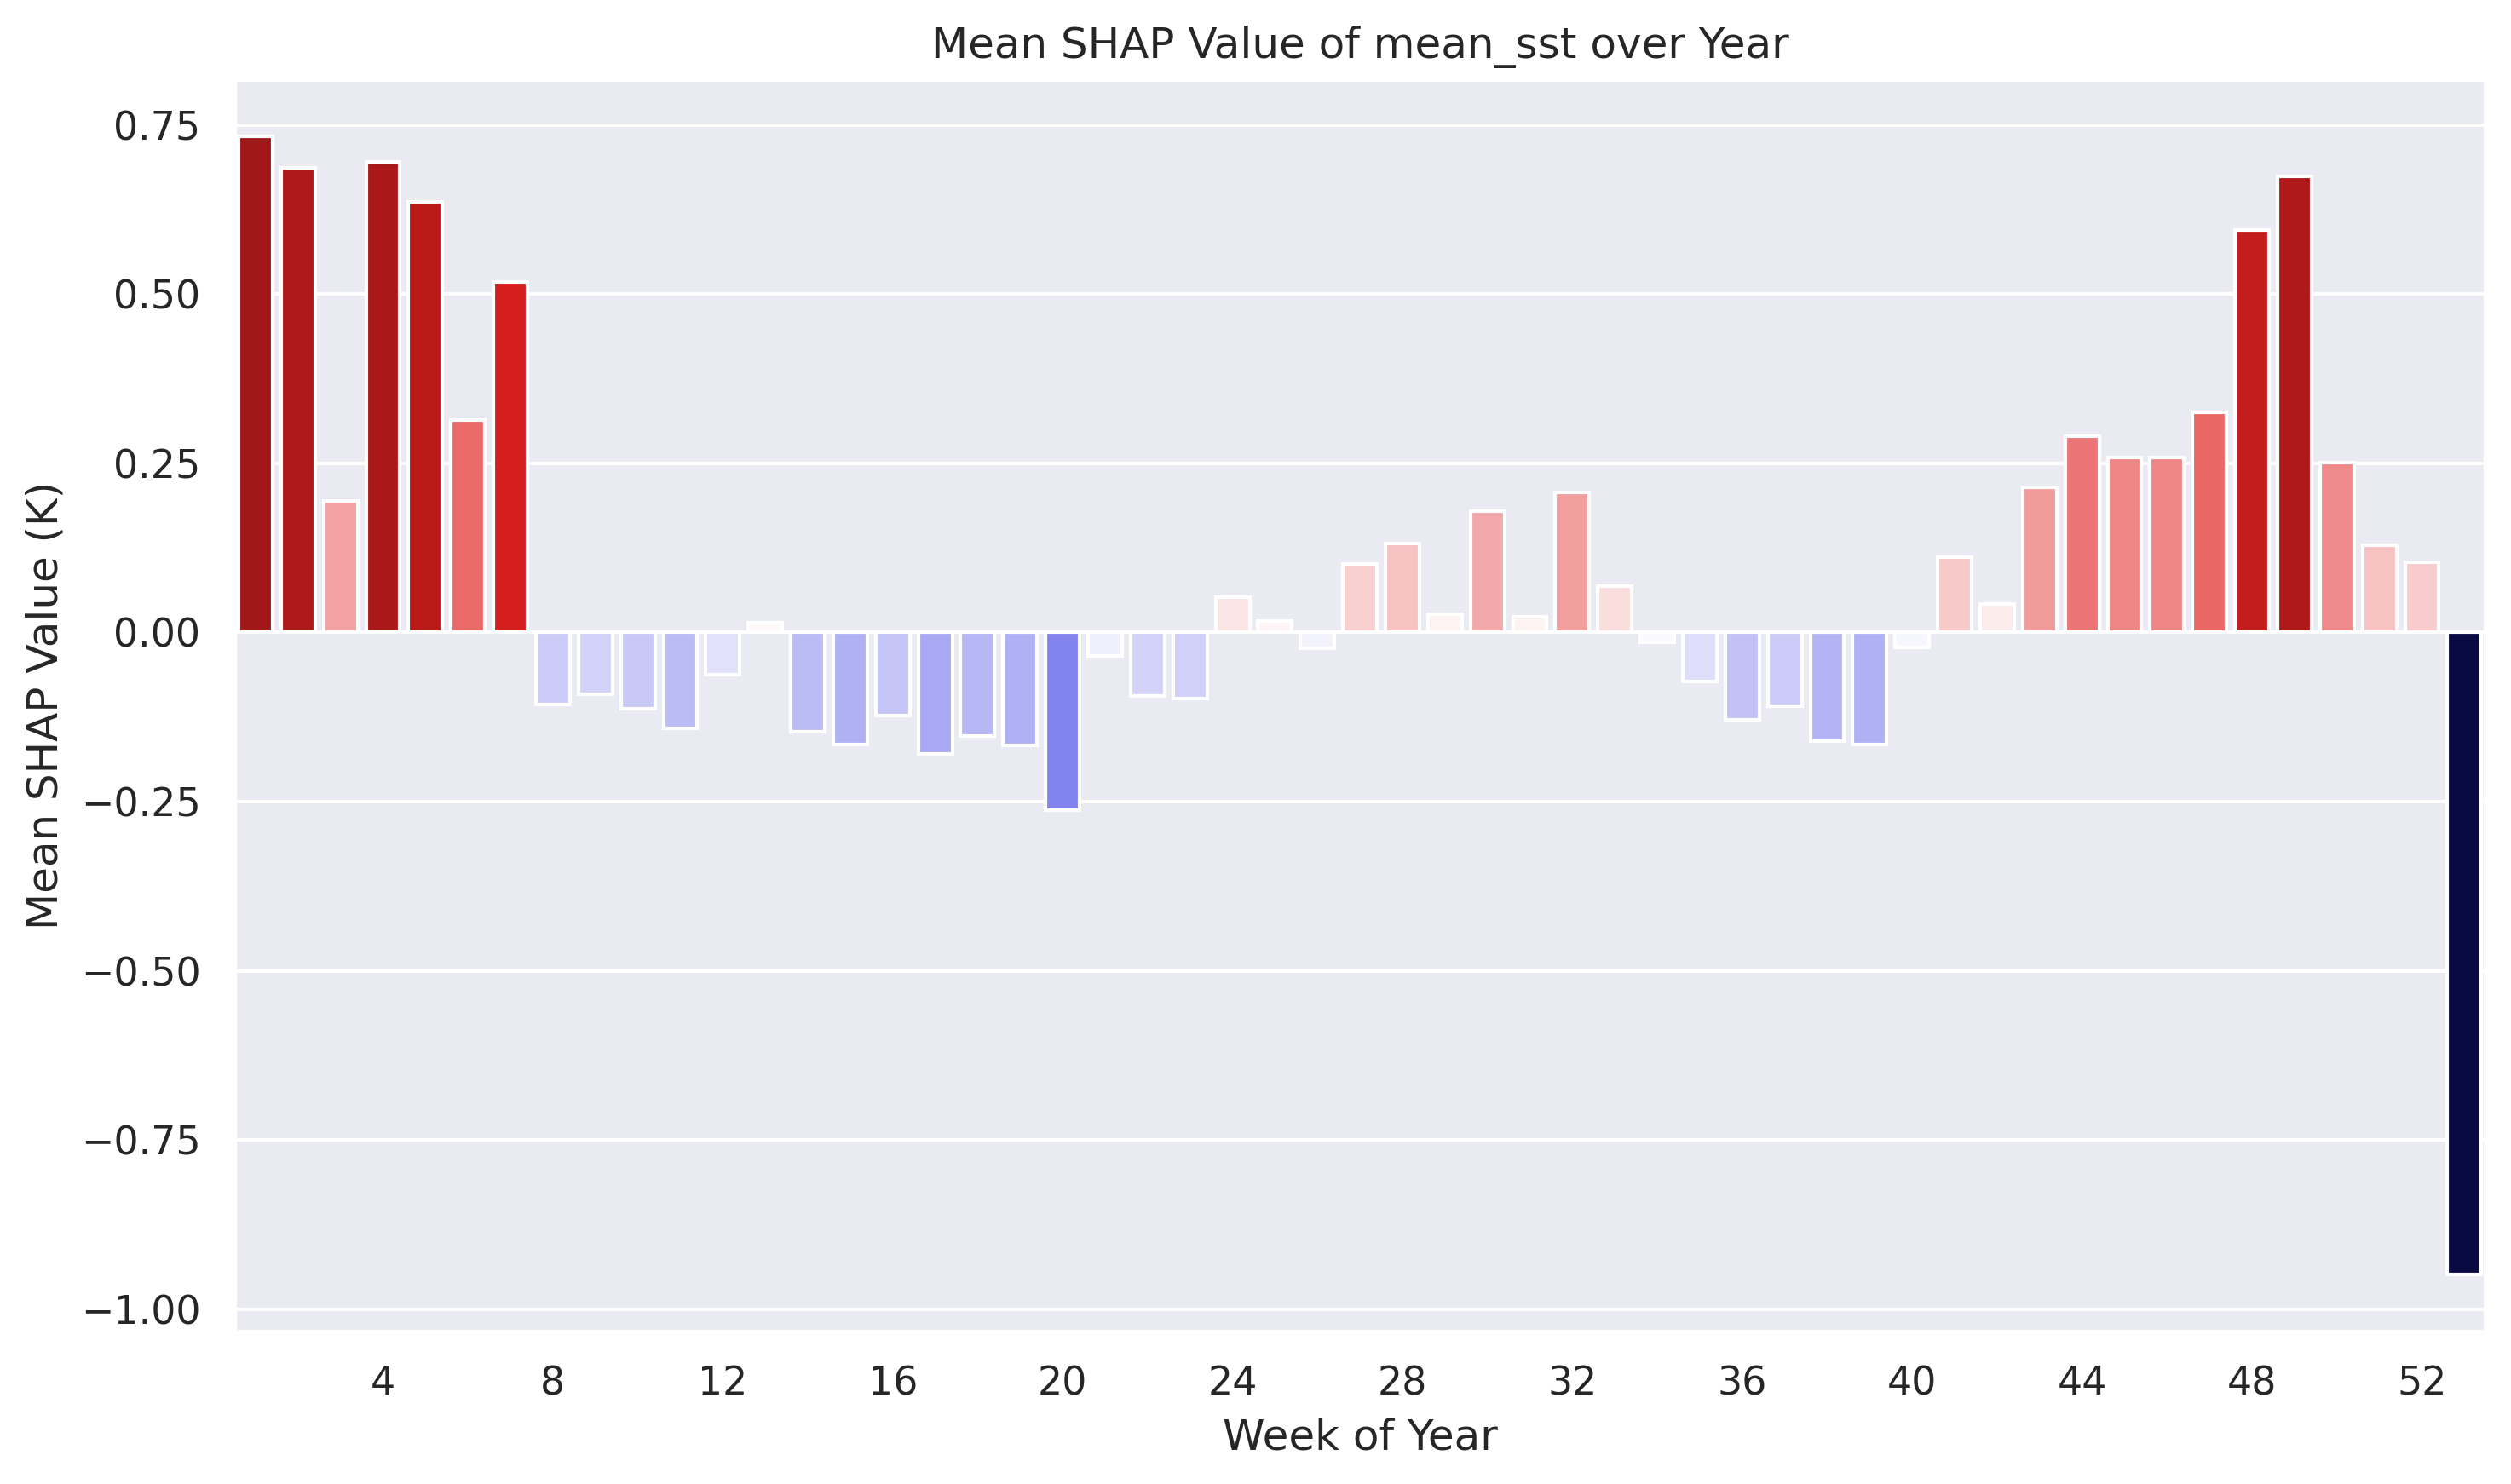 Mean SHAP Value of mean_sst over Year
Mean SHAP Value (K)
0.75
0.50
0.25
0.00
−0.25
−0.50
−0.75
−1.00
4 8 12 16 20 24 28 32 36 40 44 48 52
Week of Year